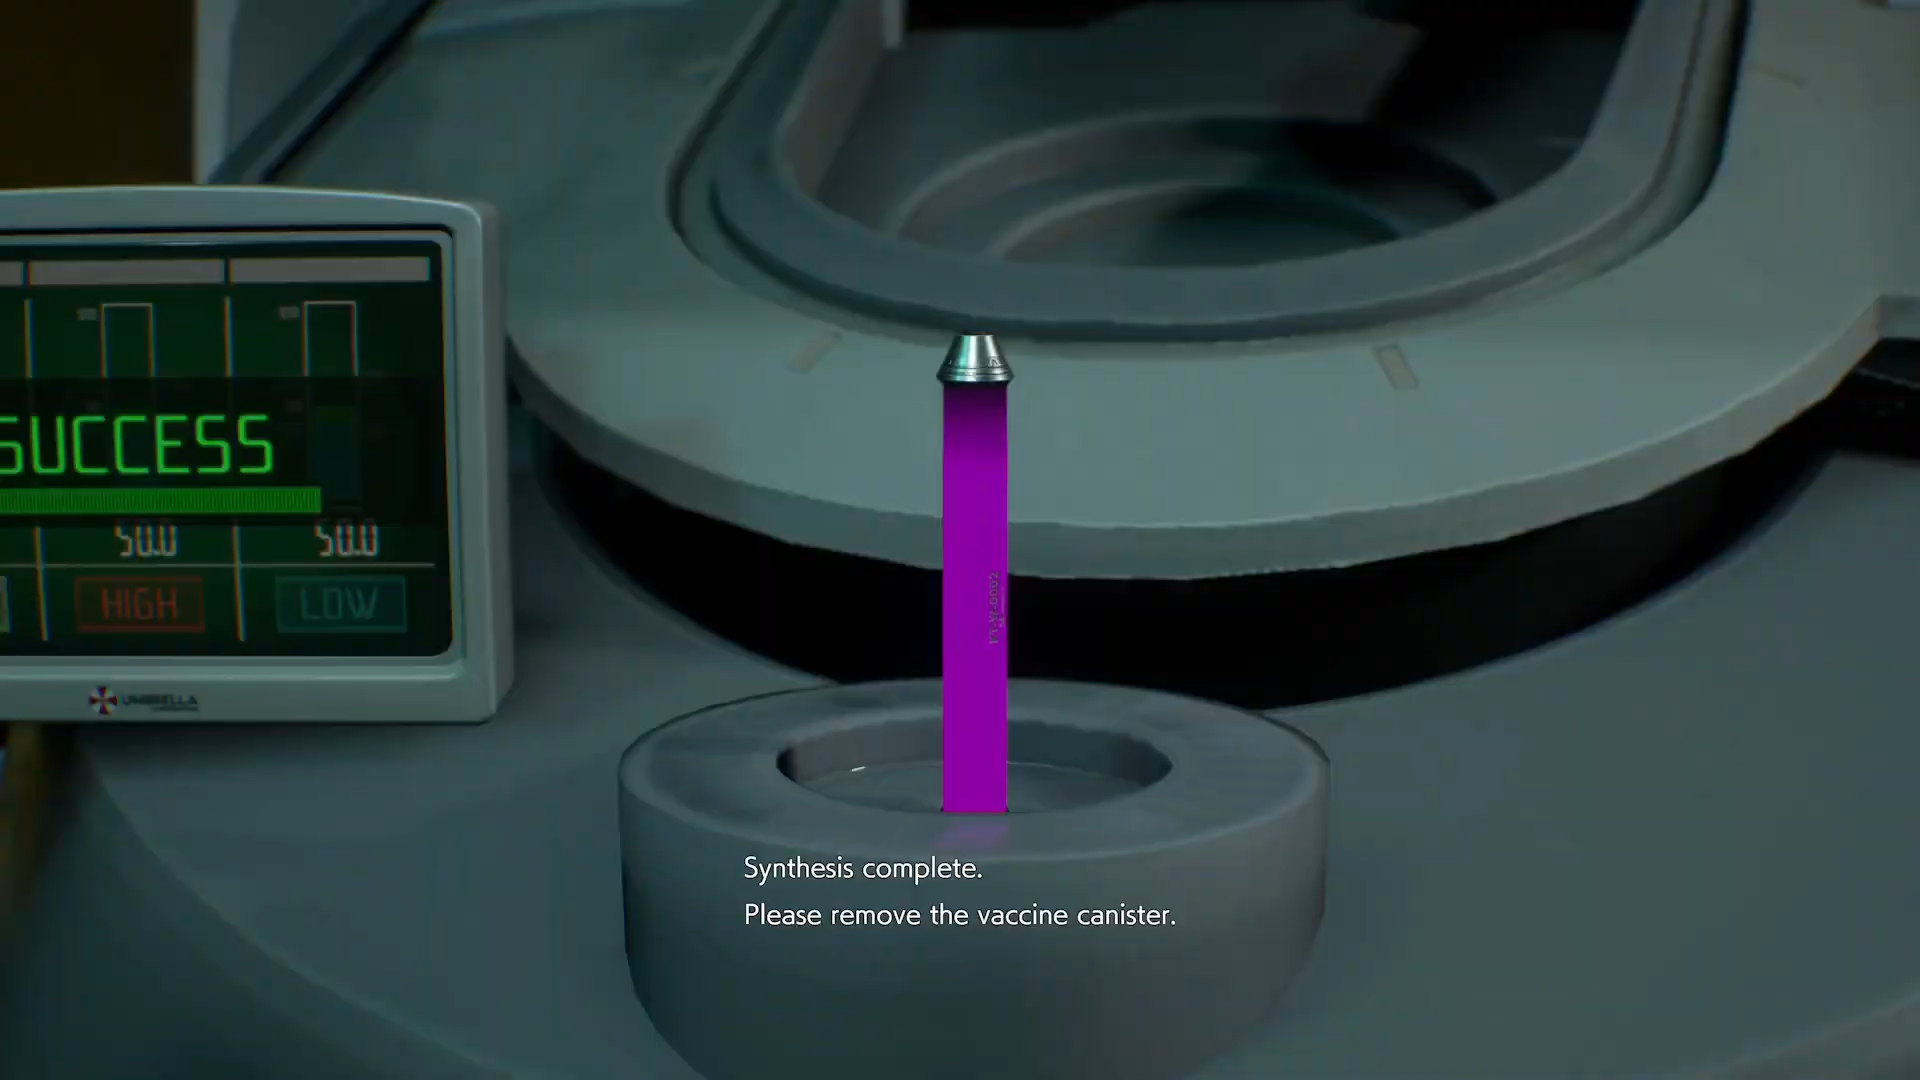 SUCCESS
50.0 50.0
HIGH LOW
UMBRELLA
Synthesis complete.
Please remove the vaccine canister.